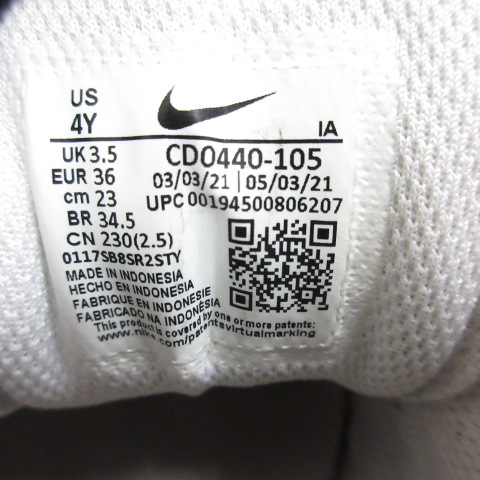 US
4Y
IA
UK 3.5
EUR 36
cm 23
BR 34.5
CN 230(2.5)
CD0440-105
03/03/21 | 05/03/21
UPC 00194500806207
0117SB8SR2STY
MADE IN INDONESIA
HECHO EN INDONESIA
FABRIQUE EN INDONESIE
FABRICADO NA INDONÉSIA
This product is covered by one or more patents:
www.nike.com/patentsvirtualmarking